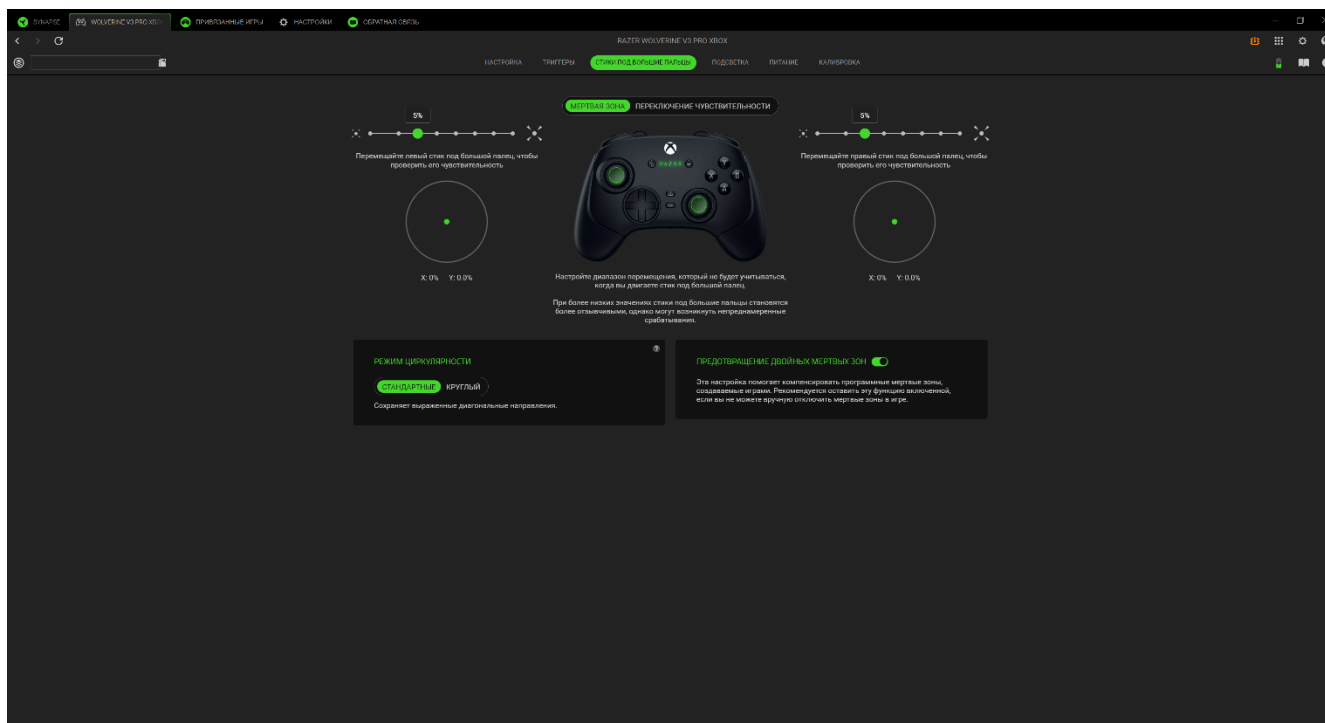 SYNAPSE
WOLVERINE V3 PRO XBO
ПРИВЯЗАННЫЕ ИГРЫ
НАСТРОЙКИ
ОБРАТНАЯ СВЯЗЬ
RAZER WOLVERINE V3 PRO XBOX
НАСТРОЙКА
ТРИГГЕРЫ
СТИКИ ПОД БОЛЬШИЕ ПАЛЬЦЫ
ПОДСВЕТКА
ПИТАНИЕ
КАЛИБРОВКА
МЕРТВАЯ ЗОНА
ПЕРЕКЛЮЧЕНИЕ ЧУВСТВИТЕЛЬНОСТИ
5%
Перемещайте левый стик под большой палец, чтобы
проверить его чувствительность
X: 0% Y: 0.0%
RAZER
Настройте диапазон перемещения, который не будет учитываться,
когда вы двигаете стик под большой палец.
При более низких значениях стики под большие пальцы становятся
более отзывчивыми, однако могут возникнуть непреднамеренные
срабатывания.
5%
Перемещайте правый стик под большой палец, чтобы
проверить его чувствительность
X: 0% Y: 0.0%
РЕЖИМ ЦИРКУЛЯРНОСТИ
СТАНДАРТНЫЕ
КРУГЛЫЙ
Сохраняет выраженные диагональные направления.
ПРЕДОТВРАЩЕНИЕ ДВОЙНЫХ МЕРТВЫХ ЗОН
Эта настройка помогает компенсировать программные мертвые зоны,
создаваемые играми. Рекомендуется оставить эту функцию включенной,
если вы не можете вручную отключить мертвые зоны в игре.